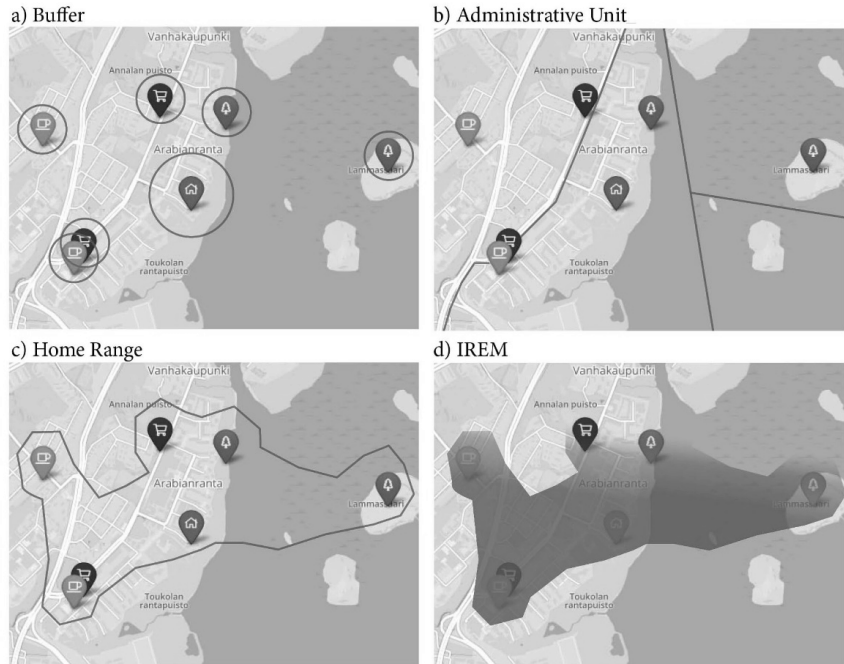 a) Buffer
Vanhakaupunki
Annalan puisto
Arabianranta
Lammassaari
Toukolan
rantapuisto
b) Administrative Unit
Vanhakaupunki
Annalan puisto
Arabianranta
Lammassaari
Toukolan
rantapuisto
c) Home Range
Vanhakaupunki
Annalan puisto
Arabianranta
Lammassaari
Toukolan
rantapuisto
d) IREM
Vanhakaupunki
Annalan puisto
Arabianranta
Lammassaari
Toukolan
rantapuisto